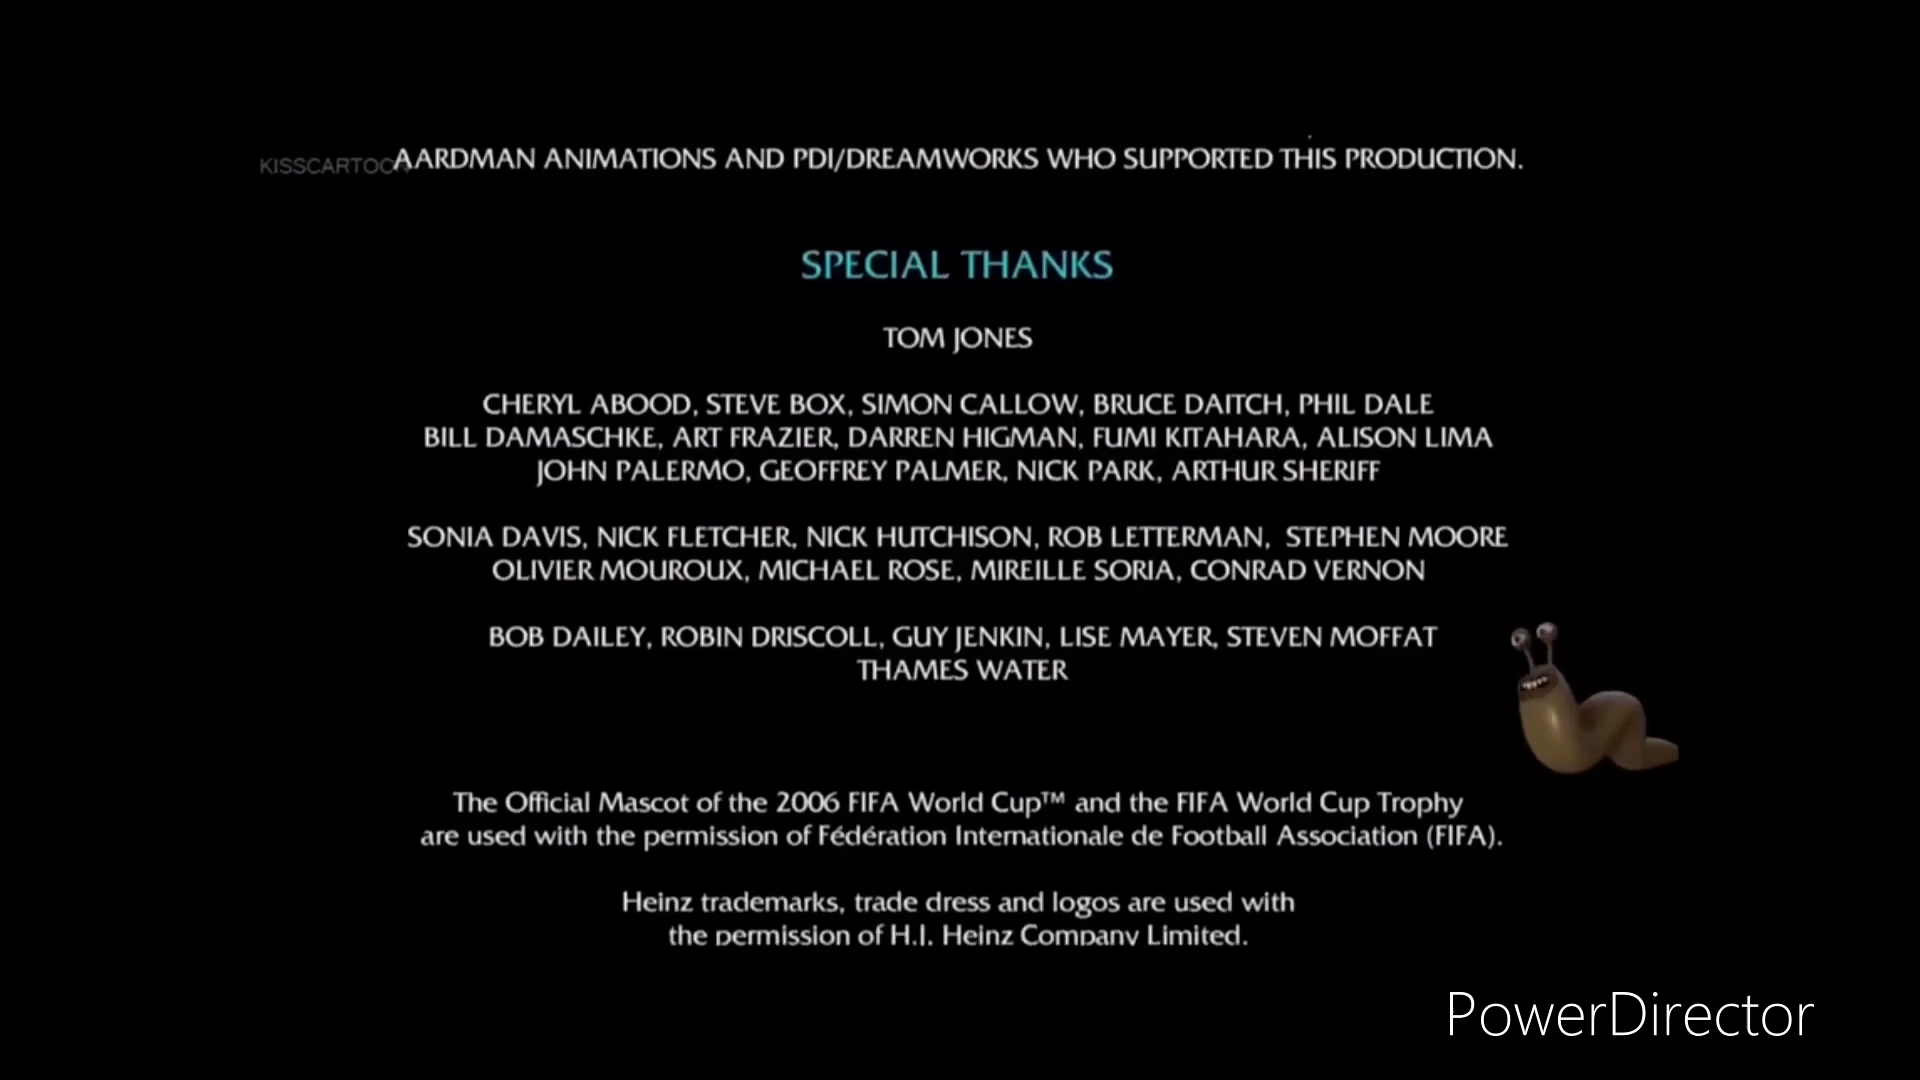 KISSCARTOO
AARDMAN ANIMATIONS AND PDI/DREAMWORKS WHO SUPPORTED THIS PRODUCTION.
SPECIAL THANKS
TOM JONES
CHERYL ABOOD, STEVE BOX, SIMON CALLOW, BRUCE DAITCH, PHIL DALE
BILL DAMASCHKE, ART FRAZIER, DARREN HIGMAN, FUMI KITAHARA, ALISON LIMA
JOHN PALERMO, GEOFFREY PALMER, NICK PARK, ARTHUR SHERIFF
SONIA DAVIS, NICK FLETCHER, NICK HUTCHISON, ROB LETTERMAN, STEPHEN MOORE
OLIVIER MOUROUX, MICHAEL ROSE, MIREILLE SORIA, CONRAD VERNON
BOB DAILEY, ROBIN DRISCOLL, GUY JENKIN, LISE MAYER, STEVEN MOFFAT
THAMES WATER
The Official Mascot of the 2006 FIFA World Cup™ and the FIFA World Cup Trophy
are used with the permission of Fédération Internationale de Football Association (FIFA).
Heinz trademarks, trade dress and logos are used with
the permission of H.J. Heinz Company Limited.
PowerDirector